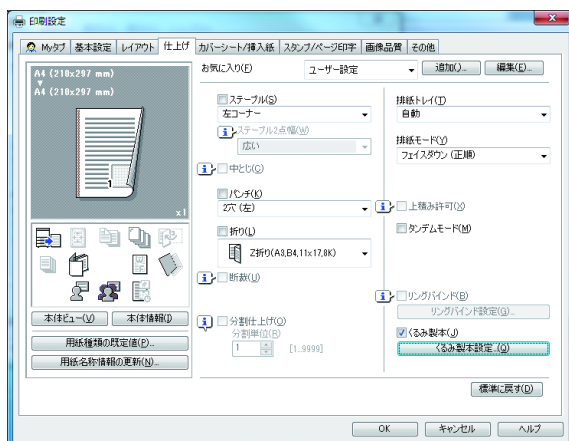 印刷設定
Myタブ 基本設定 レイアウト 仕上げ カバーシート/挿入紙 スタンプ/ページ印字 画像品質 その他
A4 (210x297 mm)
A4 (210x297 mm)
1
x1
本体ビュー(V) 本体情報(I)
用紙種類の既定値(P)...
用紙名称情報の更新(N)...
お気に入り(F) ユーザー設定 追加()... 編集(E)...
ステープル(S)
左コーナー
ステープル2点幅(W)
広い
中とじ(C)
パンチ(K)
2穴 (左)
折り(L)
Z折り(A3,B4,11x17,8K)
断裁(U)
分割仕上げ(O)
分割単位(R)
1 [1..9999]
排紙トレイ(T)
自動
排紙モード(Y)
フェイスダウン (正順)
上積み許可(X)
タンデムモード(M)
リングバインド(B)
リングバインド設定(G)...
くるみ製本(J)
くるみ製本設定..(Q)
標準に戻す(D)
OK キャンセル ヘルプ